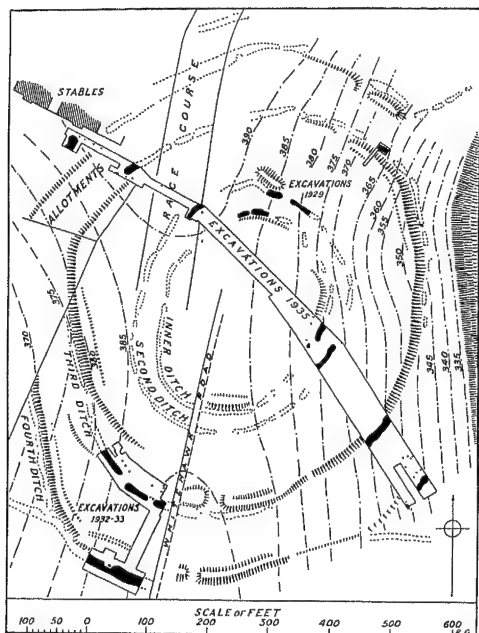 STABLES
ALLOTMENTS
RACE COURSE
390
385
380
375
370
365
360
355
350
345
340
335
EXCAVATIONS
1929
EXCAVATIONS 1935
370
375
380
385
INNER DITCH
SECOND DITCH
THIRD DITCH
FOURTH DITCH
ROAD
EXCAVATIONS
1932-33
SCALE OF FEET
100 50 0 100 200 300 400 500 600